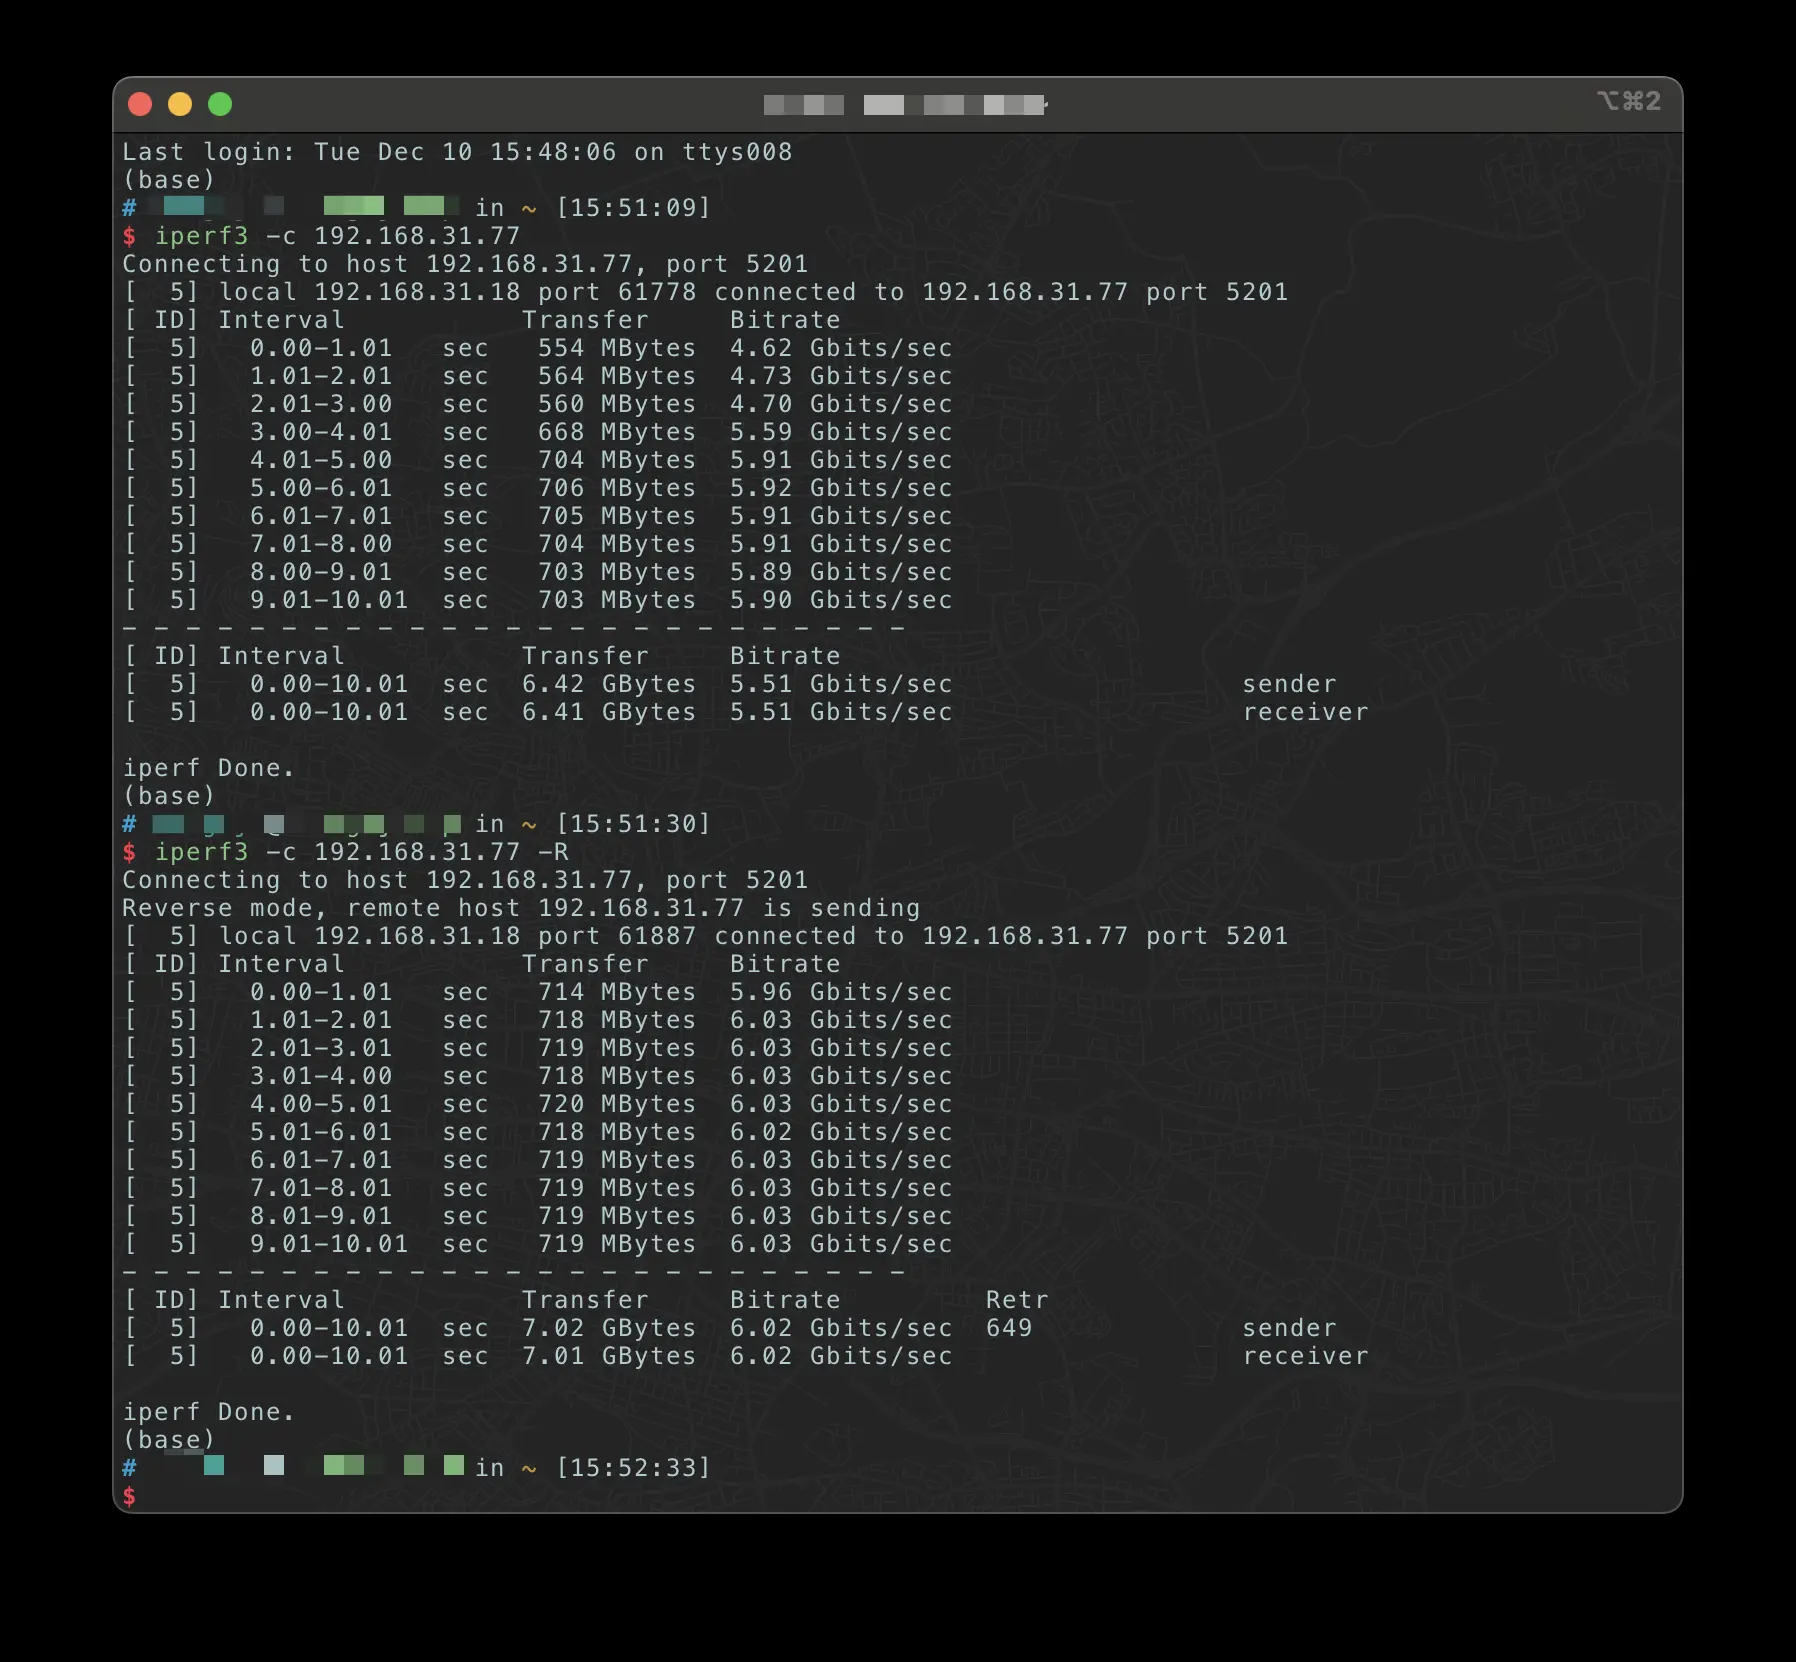 ⌥⌘2
Last login: Tue Dec 10 15:48:06 on ttys008
(base)
# in ~ [15:51:09]
$ iperf3 -c 192.168.31.77
Connecting to host 192.168.31.77, port 5201
[  5] local 192.168.31.18 port 61778 connected to 192.168.31.77 port 5201
[ ID] Interval           Transfer     Bitrate
[  5]   0.00-1.01   sec   554 MBytes  4.62 Gbits/sec
[  5]   1.01-2.01   sec   564 MBytes  4.73 Gbits/sec
[  5]   2.01-3.00   sec   560 MBytes  4.70 Gbits/sec
[  5]   3.00-4.01   sec   668 MBytes  5.59 Gbits/sec
[  5]   4.01-5.00   sec   704 MBytes  5.91 Gbits/sec
[  5]   5.00-6.01   sec   706 MBytes  5.92 Gbits/sec
[  5]   6.01-7.01   sec   705 MBytes  5.91 Gbits/sec
[  5]   7.01-8.00   sec   704 MBytes  5.91 Gbits/sec
[  5]   8.00-9.01   sec   703 MBytes  5.89 Gbits/sec
[  5]   9.01-10.01  sec   703 MBytes  5.90 Gbits/sec
- - - - - - - - - - - - - - - - - - - - - - - - -
[ ID] Interval           Transfer     Bitrate
[  5]   0.00-10.01  sec  6.42 GBytes  5.51 Gbits/sec                  sender
[  5]   0.00-10.01  sec  6.41 GBytes  5.51 Gbits/sec                  receiver
iperf Done.
(base)
# in ~ [15:51:30]
$ iperf3 -c 192.168.31.77 -R
Connecting to host 192.168.31.77, port 5201
Reverse mode, remote host 192.168.31.77 is sending
[  5] local 192.168.31.18 port 61887 connected to 192.168.31.77 port 5201
[ ID] Interval           Transfer     Bitrate
[  5]   0.00-1.01   sec   714 MBytes  5.96 Gbits/sec
[  5]   1.01-2.01   sec   718 MBytes  6.03 Gbits/sec
[  5]   2.01-3.01   sec   719 MBytes  6.03 Gbits/sec
[  5]   3.01-4.00   sec   718 MBytes  6.03 Gbits/sec
[  5]   4.00-5.01   sec   720 MBytes  6.03 Gbits/sec
[  5]   5.01-6.01   sec   718 MBytes  6.02 Gbits/sec
[  5]   6.01-7.01   sec   719 MBytes  6.03 Gbits/sec
[  5]   7.01-8.01   sec   719 MBytes  6.03 Gbits/sec
[  5]   8.01-9.01   sec   719 MBytes  6.03 Gbits/sec
[  5]   9.01-10.01  sec   719 MBytes  6.03 Gbits/sec
- - - - - - - - - - - - - - - - - - - - - - - - -
[ ID] Interval           Transfer     Bitrate         Retr
[  5]   0.00-10.01  sec  7.02 GBytes  6.02 Gbits/sec  649             sender
[  5]   0.00-10.01  sec  7.01 GBytes  6.02 Gbits/sec                  receiver
iperf Done.
(base)
# in ~ [15:52:33]
$